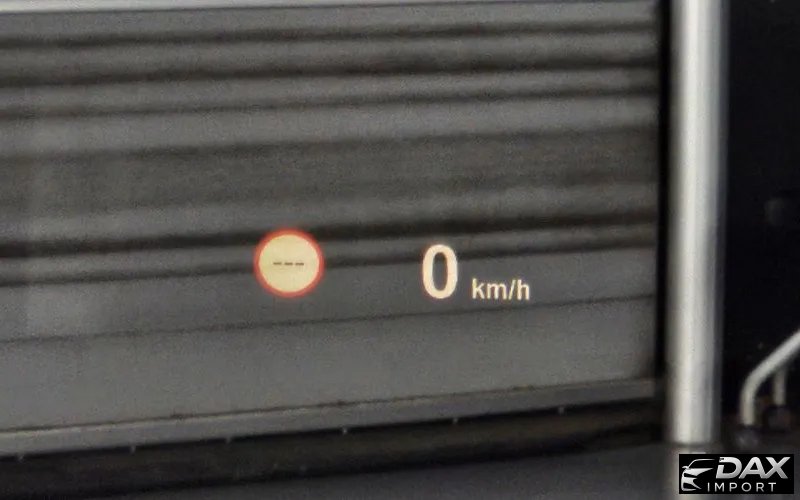 ---
0 km/h
DAX
IMPORT